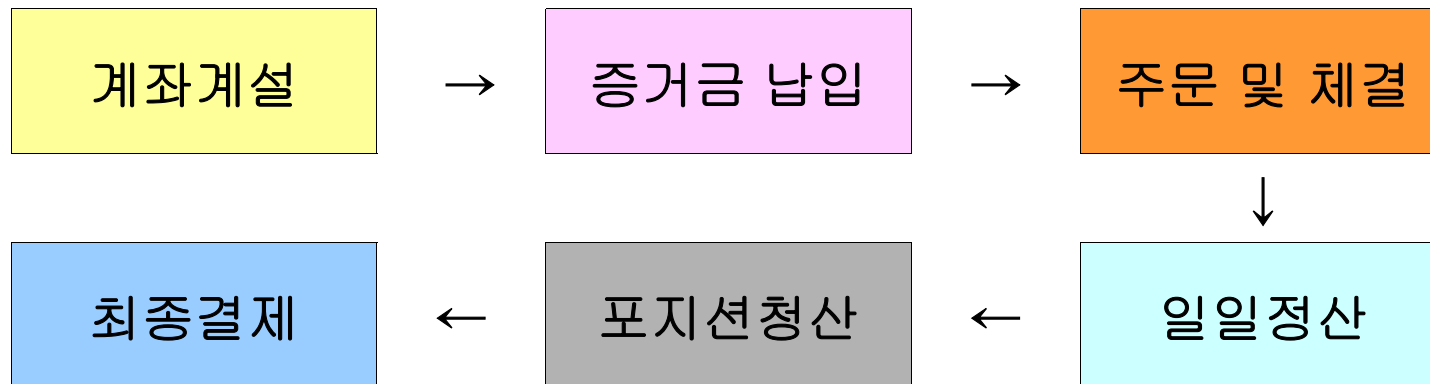 계좌계설 → 증거금 납입 → 주문 및 체결
↓
최종결제 ← 포지션청산 ← 일일정산